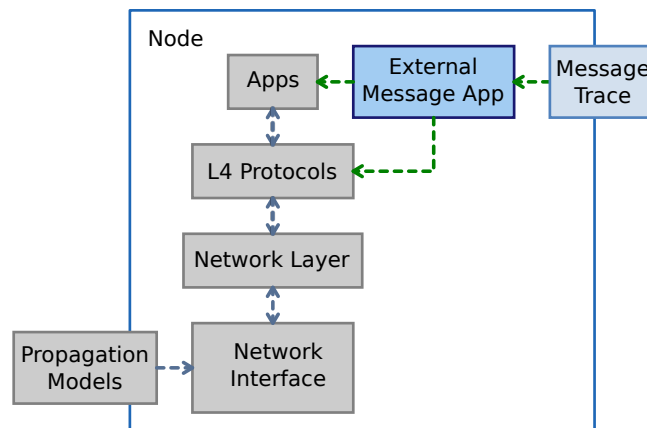 Node
Apps
External
Message App
Message
Trace
L4 Protocols
Network Layer
Propagation
Models
Network
Interface